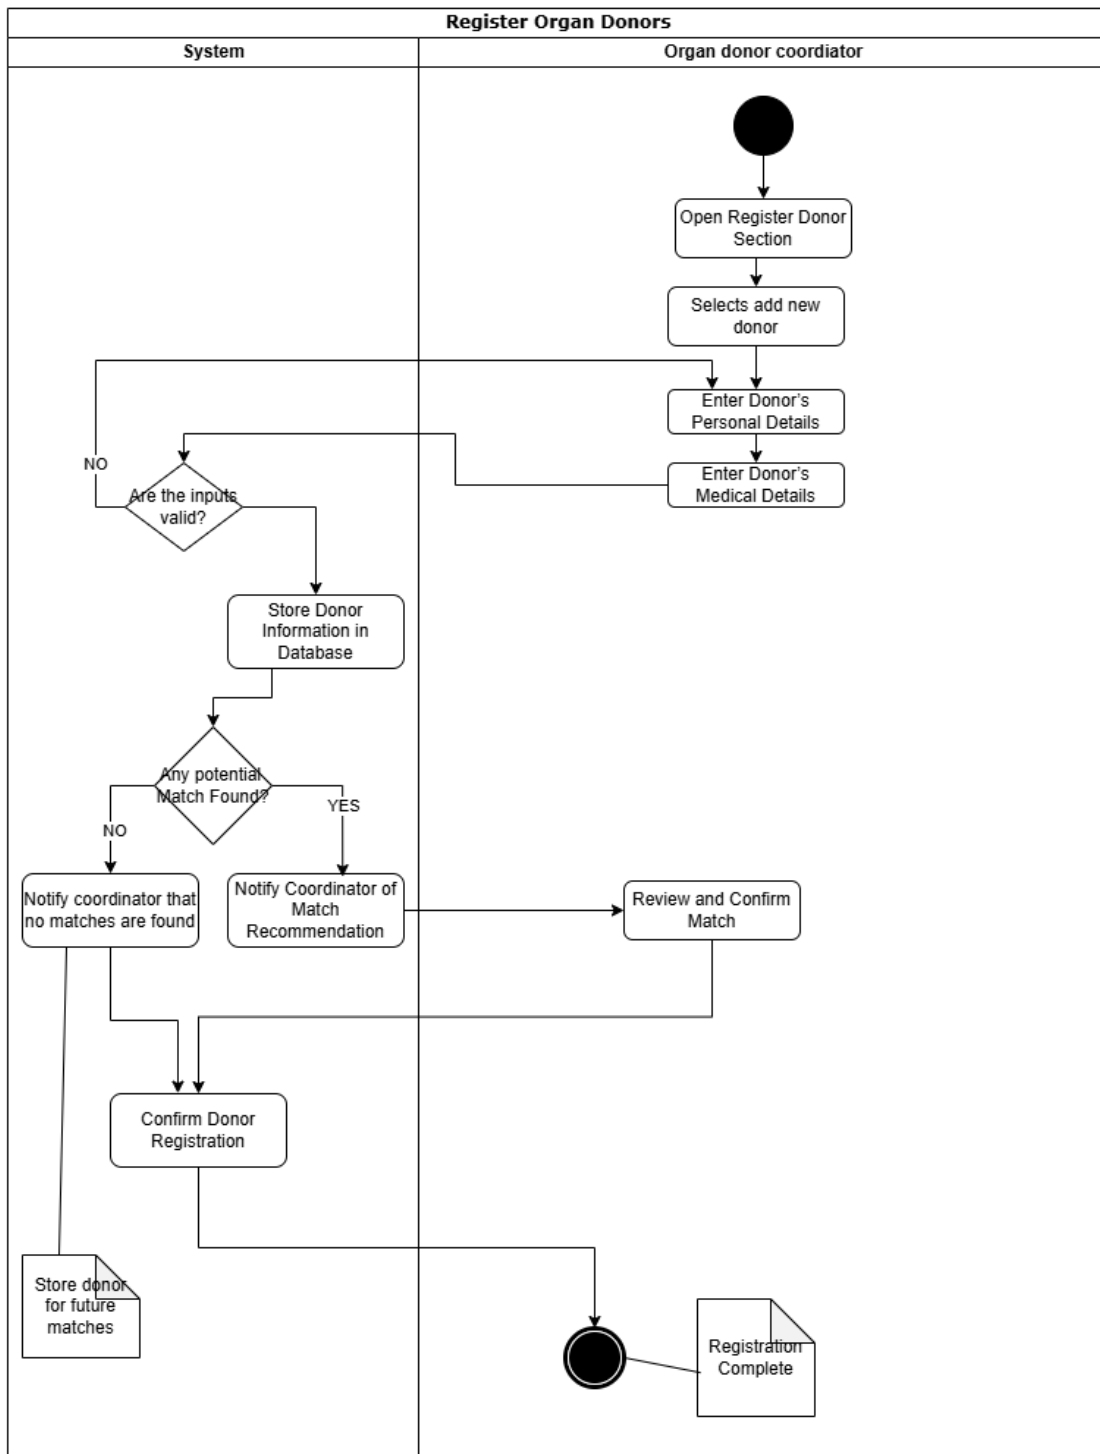 Register Organ Donors
System
Organ donor coordiator
Open Register Donor
Section
Selects add new
donor
Enter Donor's
Personal Details
NO
Enter Donor's
Medical Details
Are the inputs
valid?
Store Donor
Information in
Database
Any potential
Match Found?
YES
NO
Notify coordinator that
no matches are found
Notify Coordinator of
Match
Recommendation
Review and Confirm
Match
Confirm Donor
Registration
Store donor
for future
matches
Registration
Complete